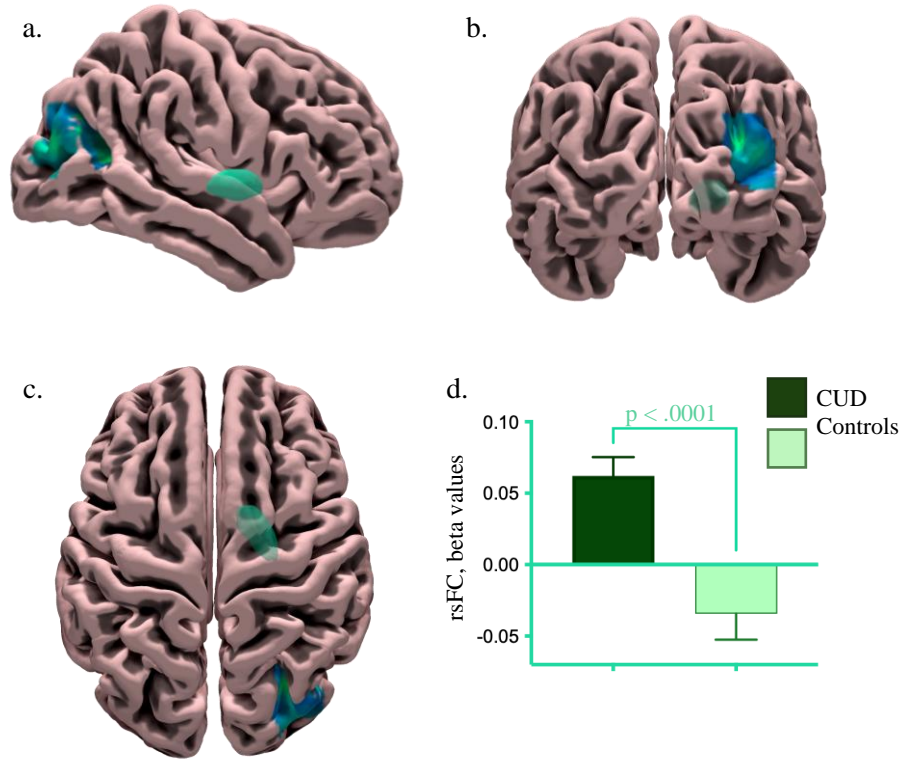 a.
b.
c.
d.
CUD
Controls
p < .0001
rsFC, beta values
0.10
0.05
0.00
-0.05